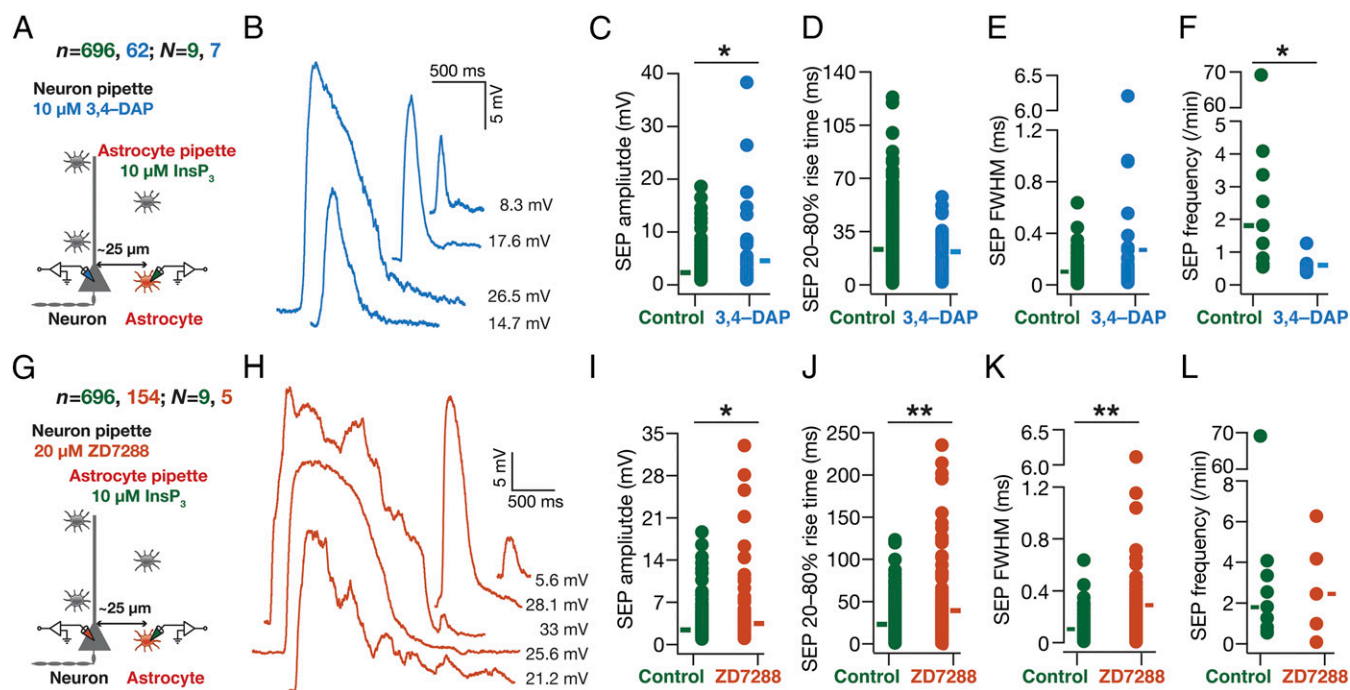 A
n=696, 62; N=9, 7
Neuron pipette
10 µM 3,4–DAP
Astrocyte pipette
10 µM InsP3
~25 µm
Neuron
Astrocyte
B
500 ms
5 mV
8.3 mV
17.6 mV
26.5 mV
14.7 mV
C
*
SEP ampliutde (mV)
40
30
20
10
0
Control
3,4–DAP
D
SEP 20–80% rise time (ms)
140
105
70
35
0
Control
3,4–DAP
E
SEP FWHM (ms)
6.5
6.0
1.2
0.8
0.4
0
Control
3,4–DAP
F
*
SEP frequency (/min)
70
60
5
4
3
2
1
0
Control
3,4–DAP
G
n=696, 154; N=9, 5
Neuron pipette
20 µM ZD7288
Astrocyte pipette
10 µM InsP3
~25 µm
Neuron
Astrocyte
H
5 mV
500 ms
5.6 mV
28.1 mV
33 mV
25.6 mV
21.2 mV
I
*
SEP ampliutde (mV)
35
28
21
14
7
0
Control
ZD7288
J
**
SEP 20–80% rise time (ms)
250
200
150
100
50
0
Control
ZD7288
K
**
SEP FWHM (ms)
6.5
6.0
1.2
0.8
0.4
0
Control
ZD7288
L
SEP frequency (/min)
70
60
8
6
4
2
0
Control
ZD7288